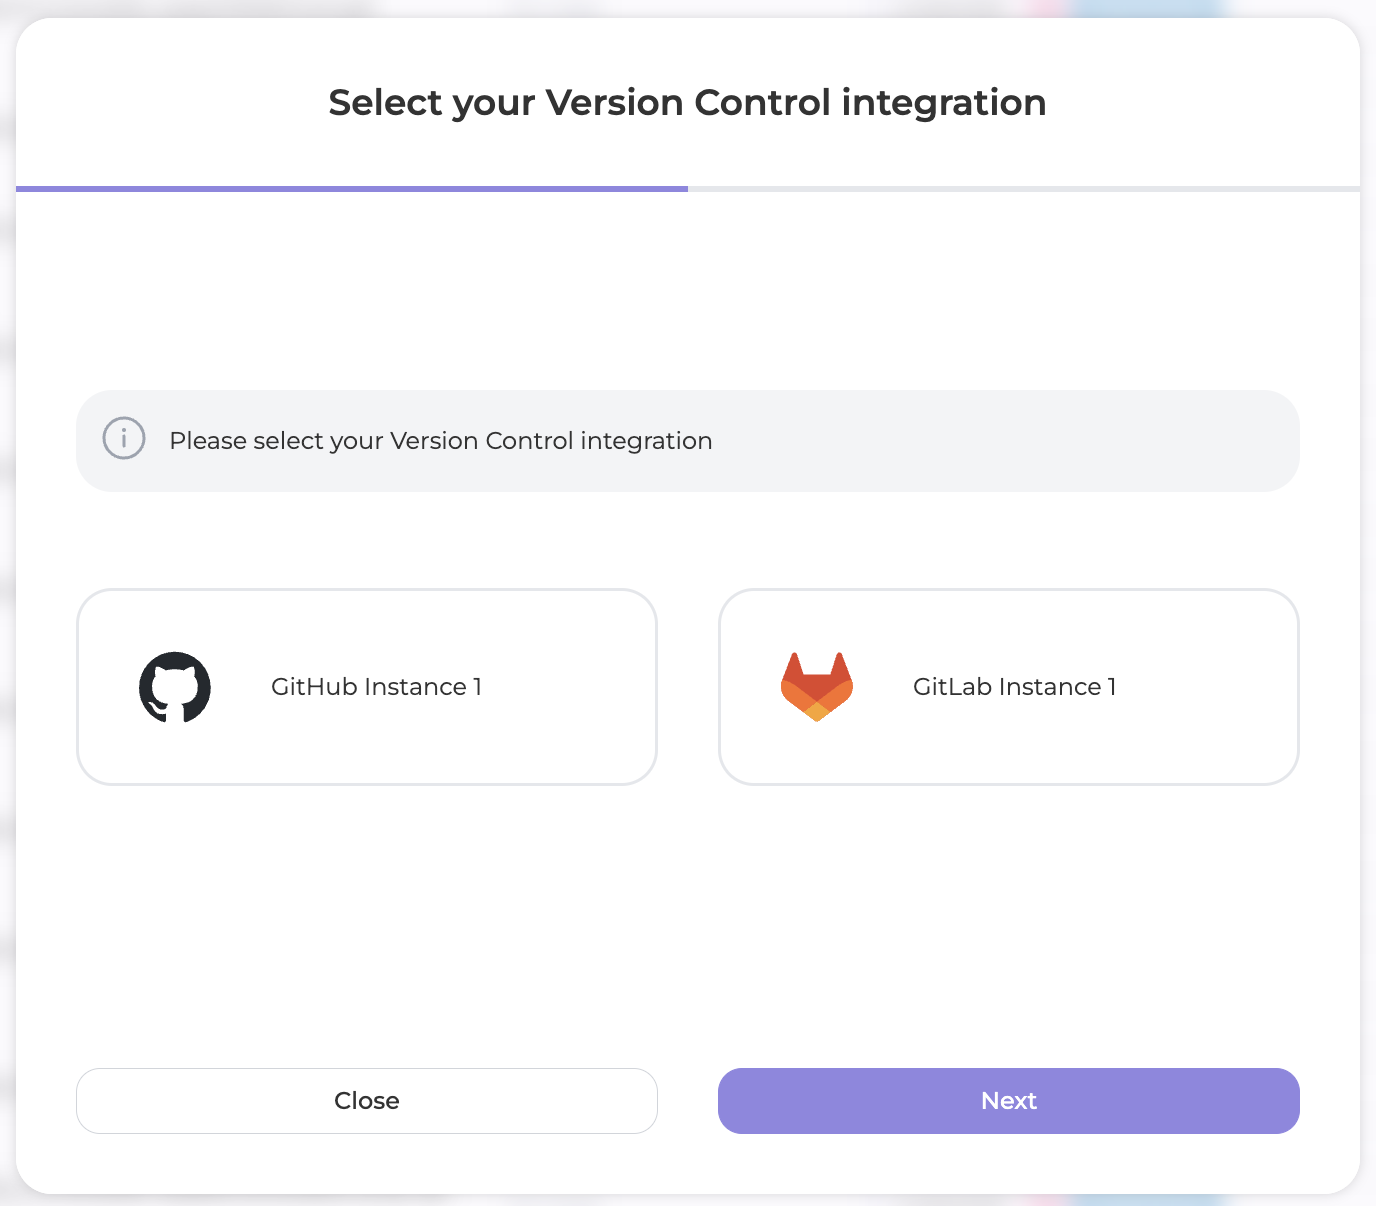 Select your Version Control integration
Please select your Version Control integration
GitHub Instance 1
GitLab Instance 1
Close
Next